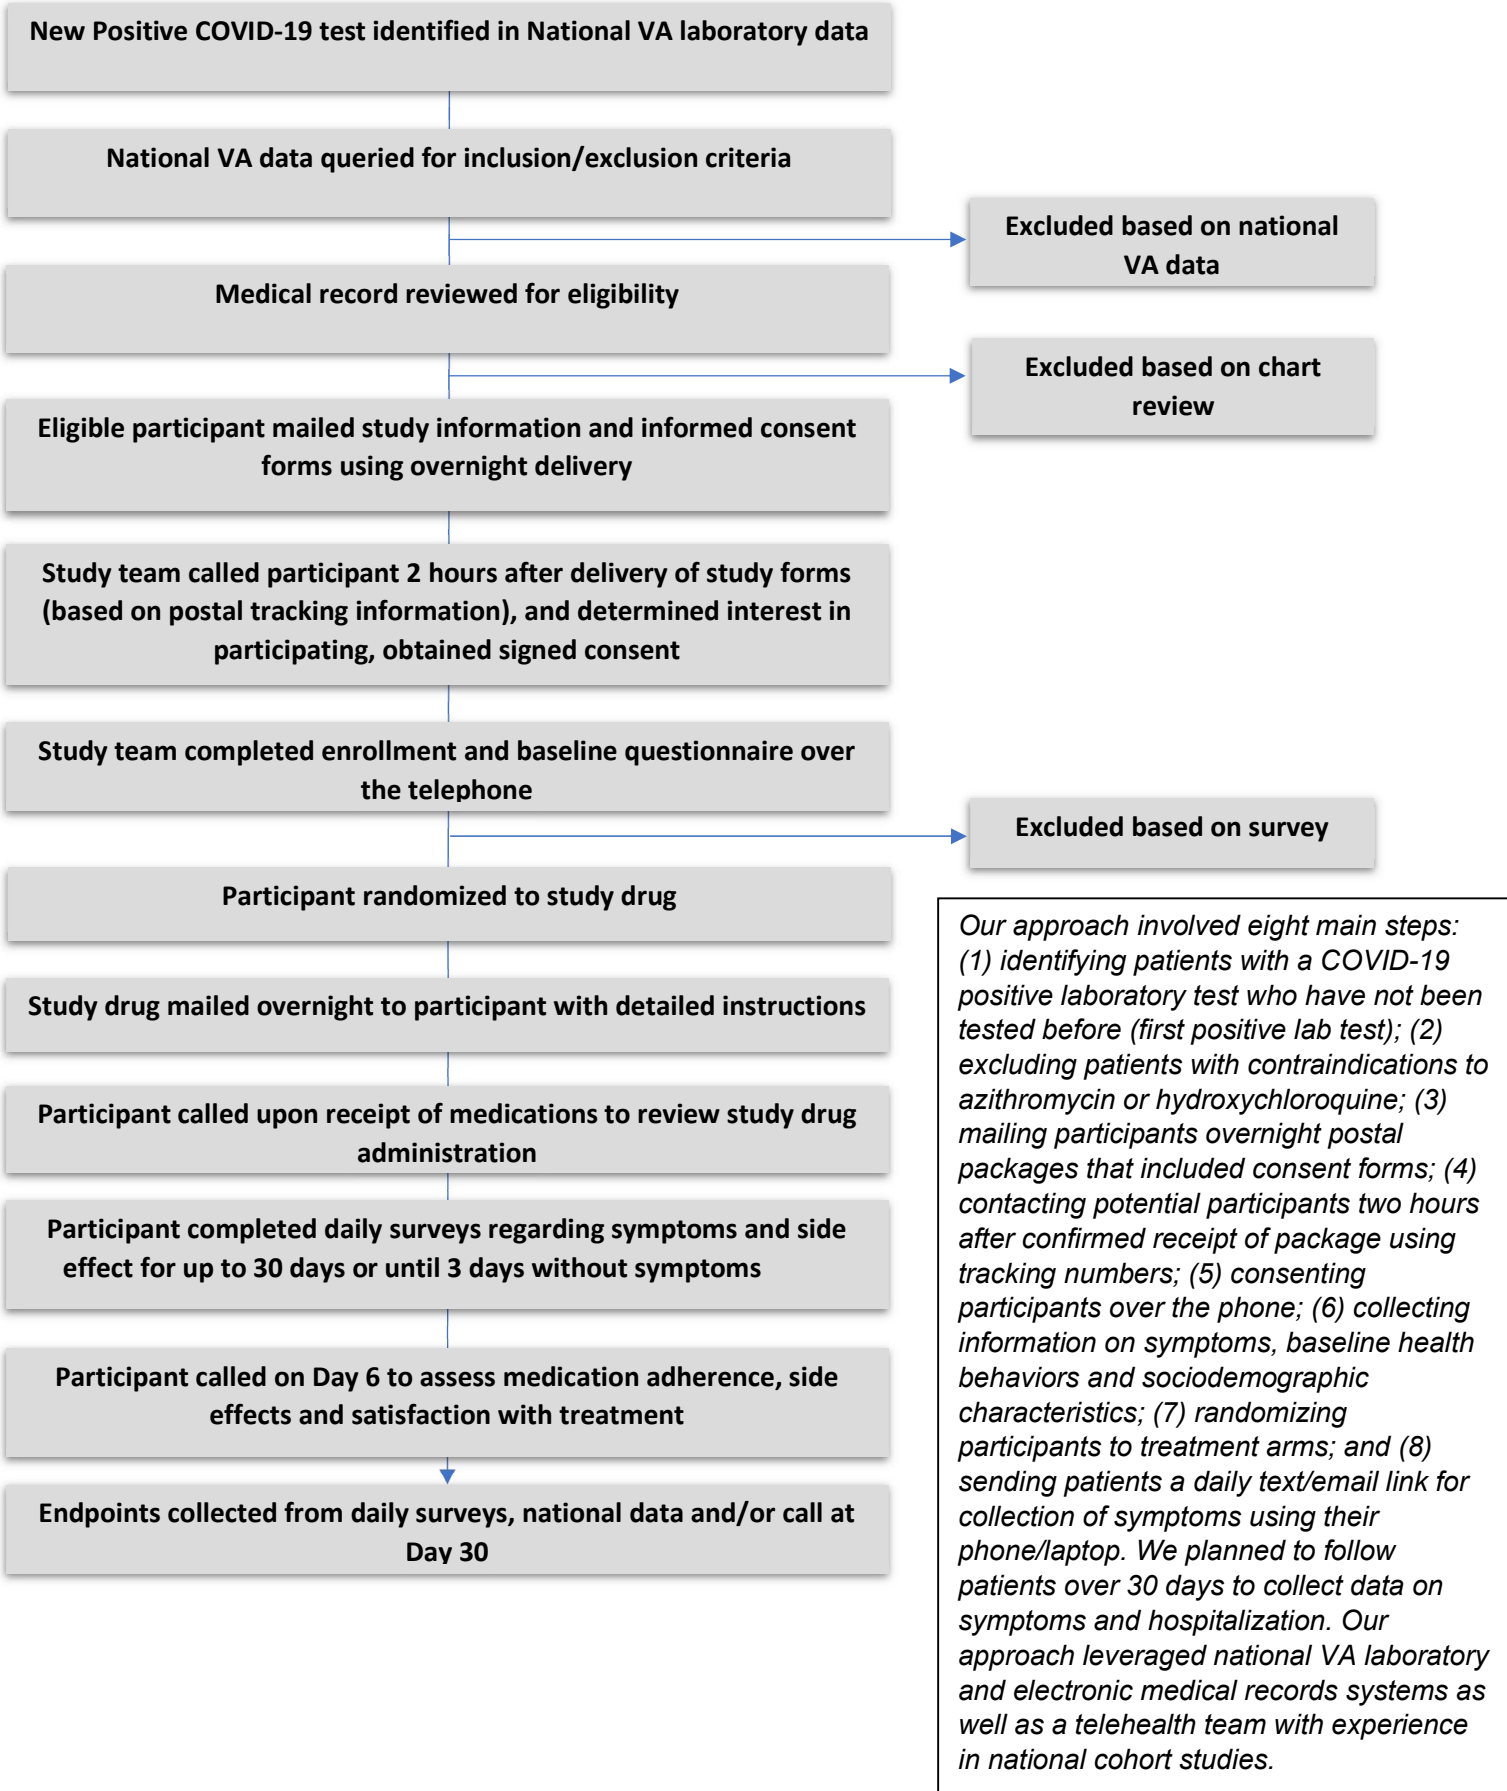 New Positive COVID-19 test identified in National VA laboratory data
National VA data queried for inclusion/exclusion criteria
Excluded based on national
VA data
Medical record reviewed for eligibility
Excluded based on chart
review
Eligible participant mailed study information and informed consent
forms using overnight delivery
Study team called participant 2 hours after delivery of study forms
(based on postal tracking information), and determined interest in
participating, obtained signed consent
Study team completed enrollment and baseline questionnaire over
the telephone
Excluded based on survey
Participant randomized to study drug
Study drug mailed overnight to participant with detailed instructions
Participant called upon receipt of medications to review study drug
administration
Participant completed daily surveys regarding symptoms and side
effect for up to 30 days or until 3 days without symptoms
Participant called on Day 6 to assess medication adherence, side
effects and satisfaction with treatment
Endpoints collected from daily surveys, national data and/or call at
Day 30
Our approach involved eight main steps:
(1) identifying patients with a COVID-19
positive laboratory test who have not been
tested before (first positive lab test); (2)
excluding patients with contraindications to
azithromycin or hydroxychloroquine; (3)
mailing participants overnight postal
packages that included consent forms; (4)
contacting potential participants two hours
after confirmed receipt of package using
tracking numbers; (5) consenting
participants over the phone; (6) collecting
information on symptoms, baseline health
behaviors and sociodemographic
characteristics; (7) randomizing
participants to treatment arms; and (8)
sending patients a daily text/email link for
collection of symptoms using their
phone/laptop. We planned to follow
patients over 30 days to collect data on
symptoms and hospitalization. Our
approach leveraged national VA laboratory
and electronic medical records systems as
well as a telehealth team with experience
in national cohort studies.